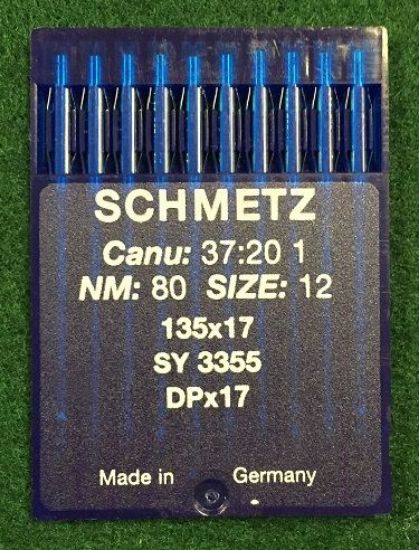 SCHMETZ
Canu: 37:20 1
NM: 80 SIZE: 12
135x17
SY 3355
DPx17
Made in Germany